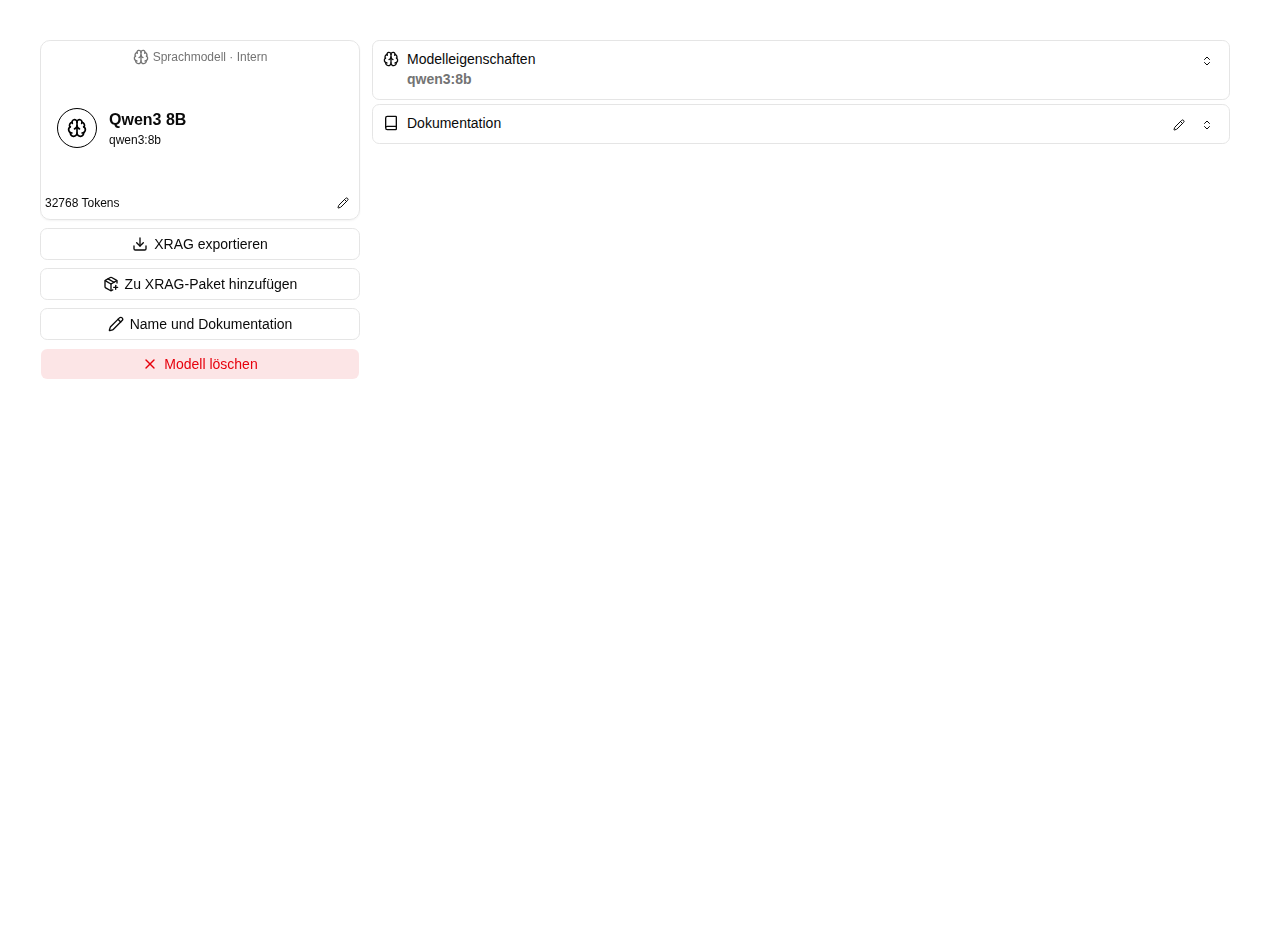 Sprachmodell · Intern
Qwen3 8B
qwen3:8b
32768 Tokens
XRAG exportieren
Zu XRAG-Paket hinzufügen
Name und Dokumentation
Modell löschen
Modelleigenschaften
qwen3:8b
Dokumentation